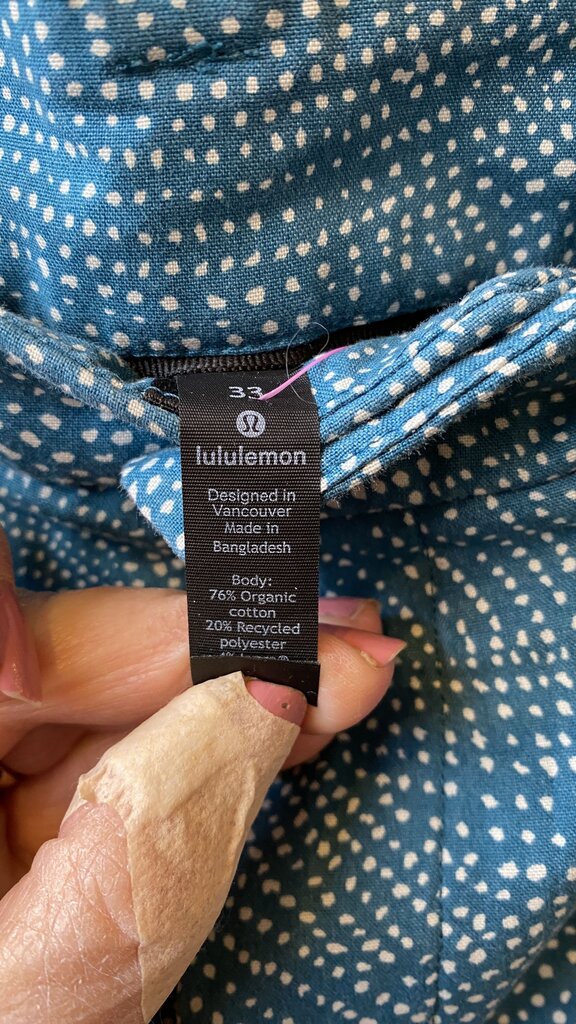 33
lululemon
Designed in
Vancouver
Made in
Bangladesh
Body:
76% Organic
cotton
20% Recycled
polyester